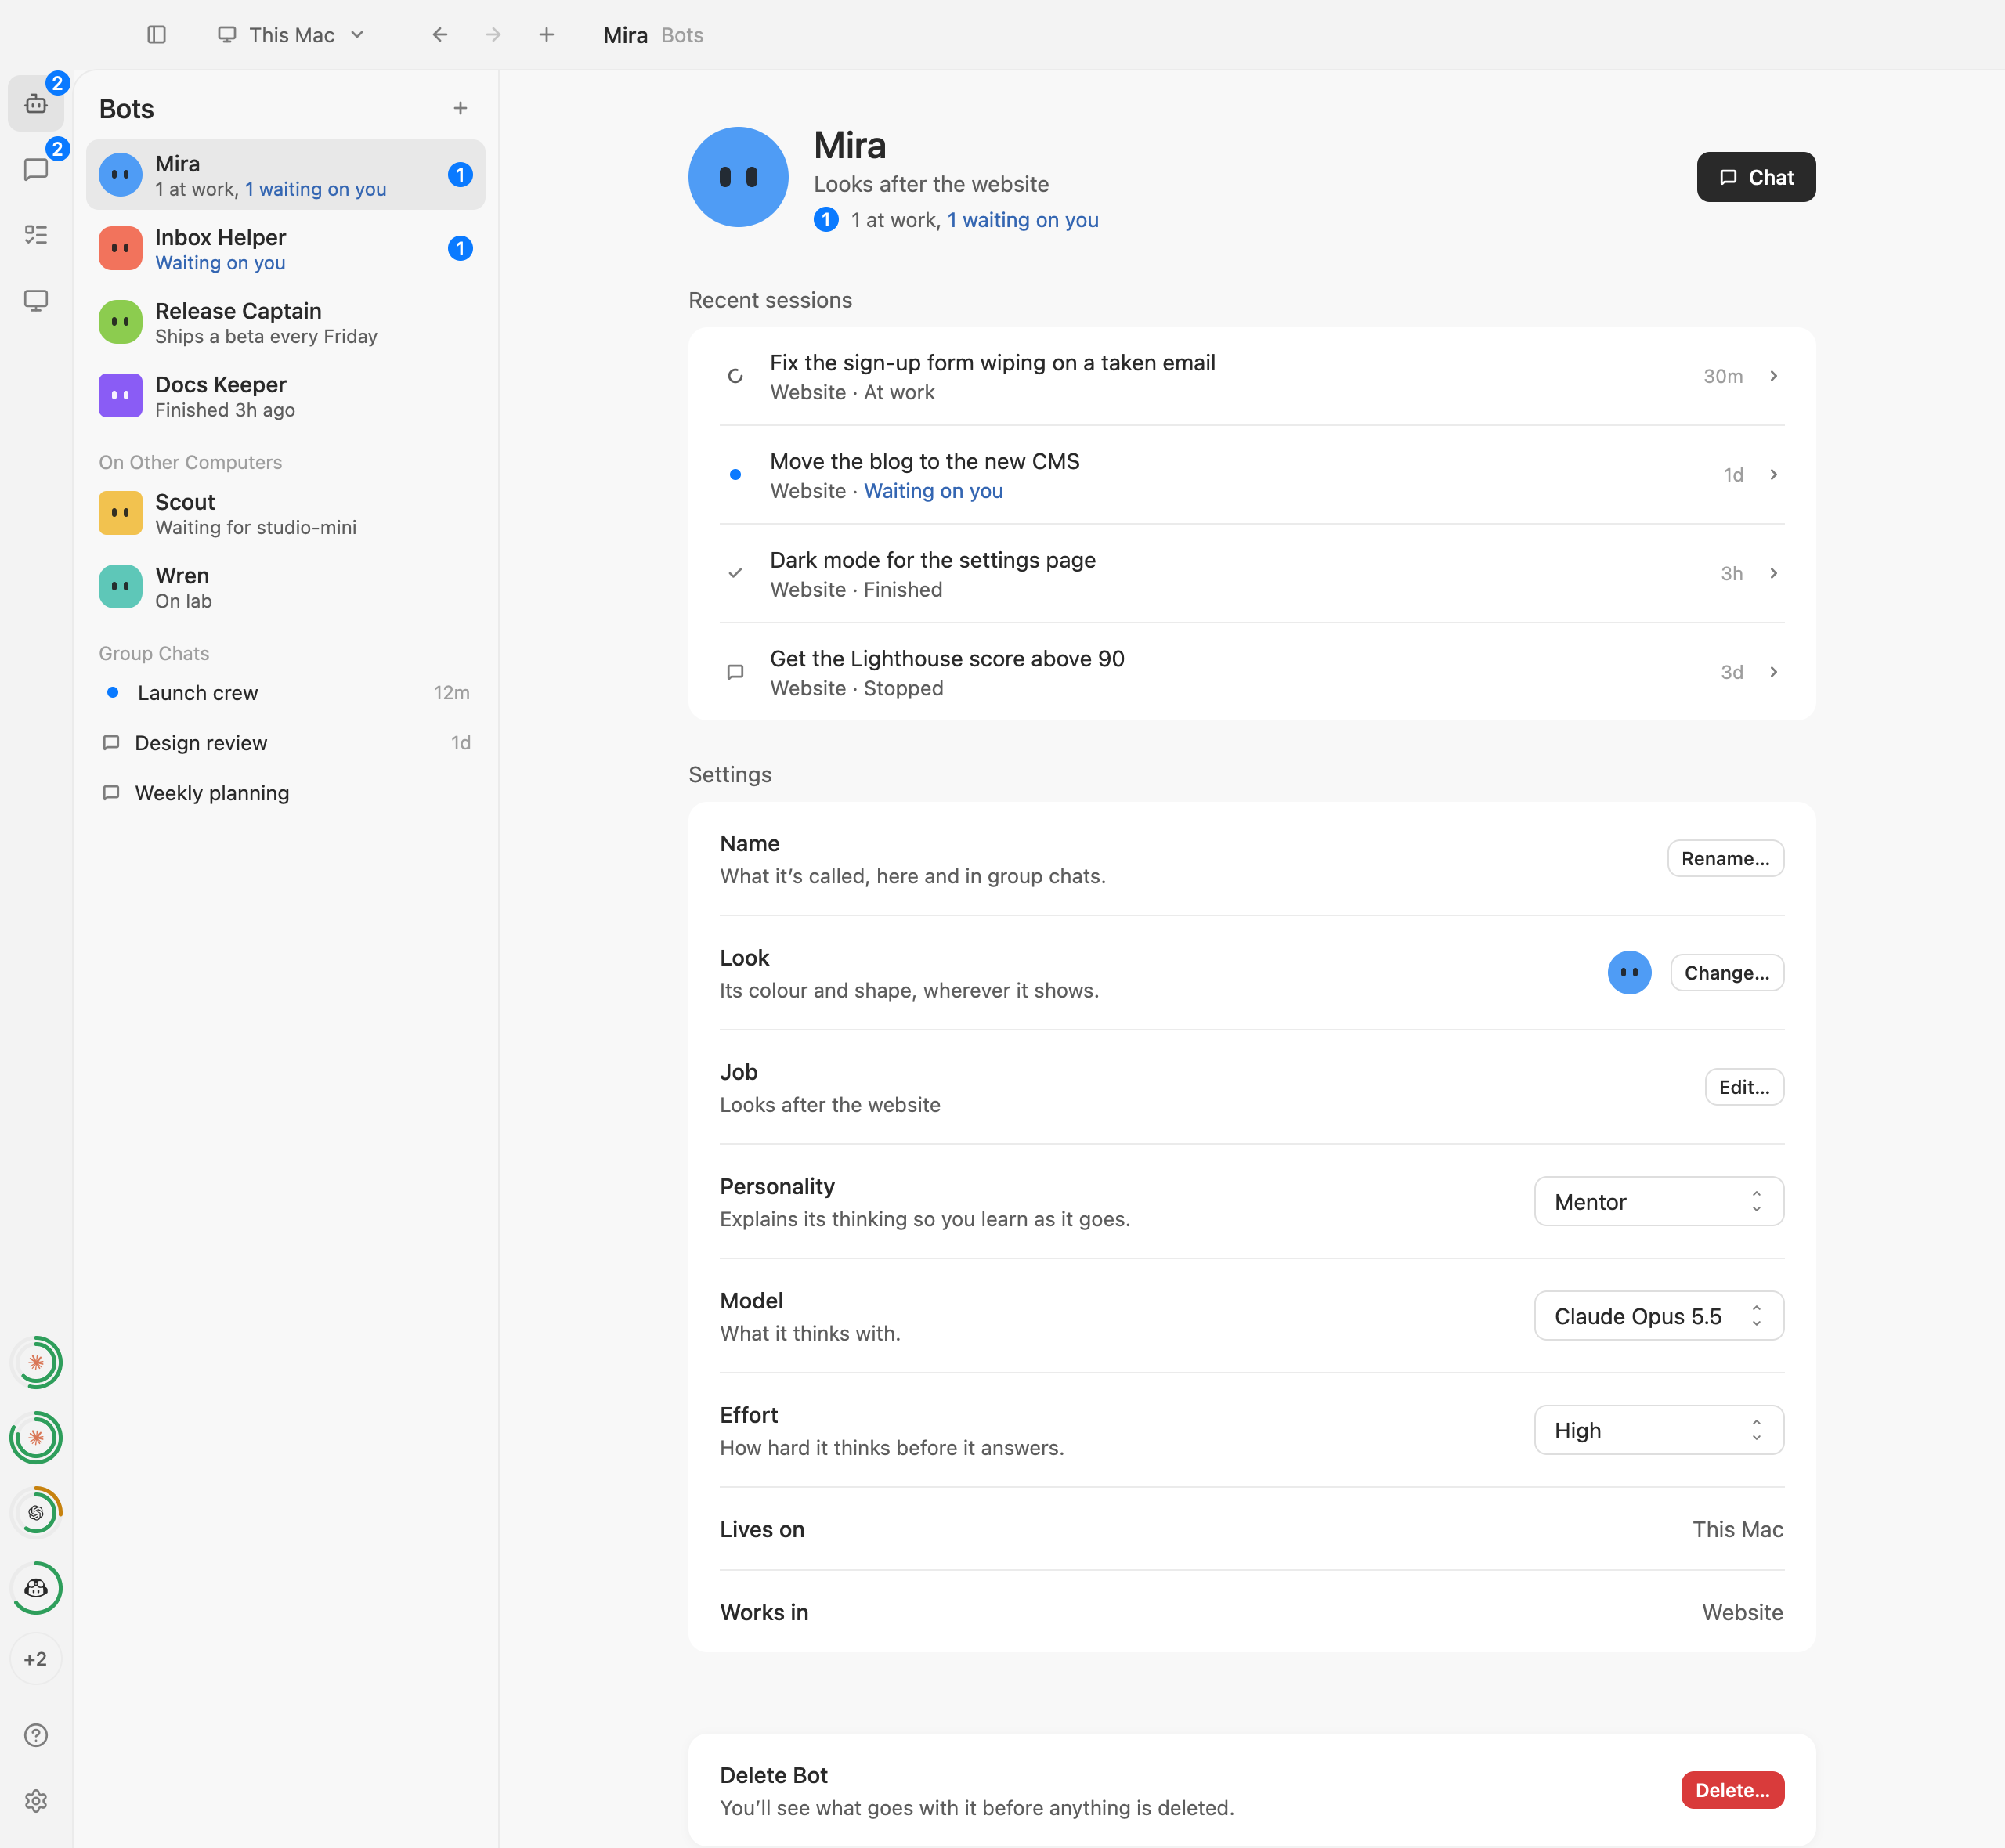 This Mac
Mira Bots
2
2
Bots
Mira
1 at work, 1 waiting on you
1
Inbox Helper
Waiting on you
1
Release Captain
Ships a beta every Friday
Docs Keeper
Finished 3h ago
On Other Computers
Scout
Waiting for studio-mini
Wren
On lab
Group Chats
Launch crew 12m
Design review 1d
Weekly planning
+2
Mira
Looks after the website
1 1 at work, 1 waiting on you
Chat
Recent sessions
Fix the sign-up form wiping on a taken email
Website · At work
30m
Move the blog to the new CMS
Website · Waiting on you
1d
Dark mode for the settings page
Website · Finished
3h
Get the Lighthouse score above 90
Website · Stopped
3d
Settings
Name
What it’s called, here and in group chats.
Rename...
Look
Its colour and shape, wherever it shows.
Change...
Job
Looks after the website
Edit...
Personality
Explains its thinking so you learn as it goes.
Mentor
Model
What it thinks with.
Claude Opus 5.5
Effort
How hard it thinks before it answers.
High
Lives on This Mac
Works in Website
Delete Bot
You’ll see what goes with it before anything is deleted.
Delete...